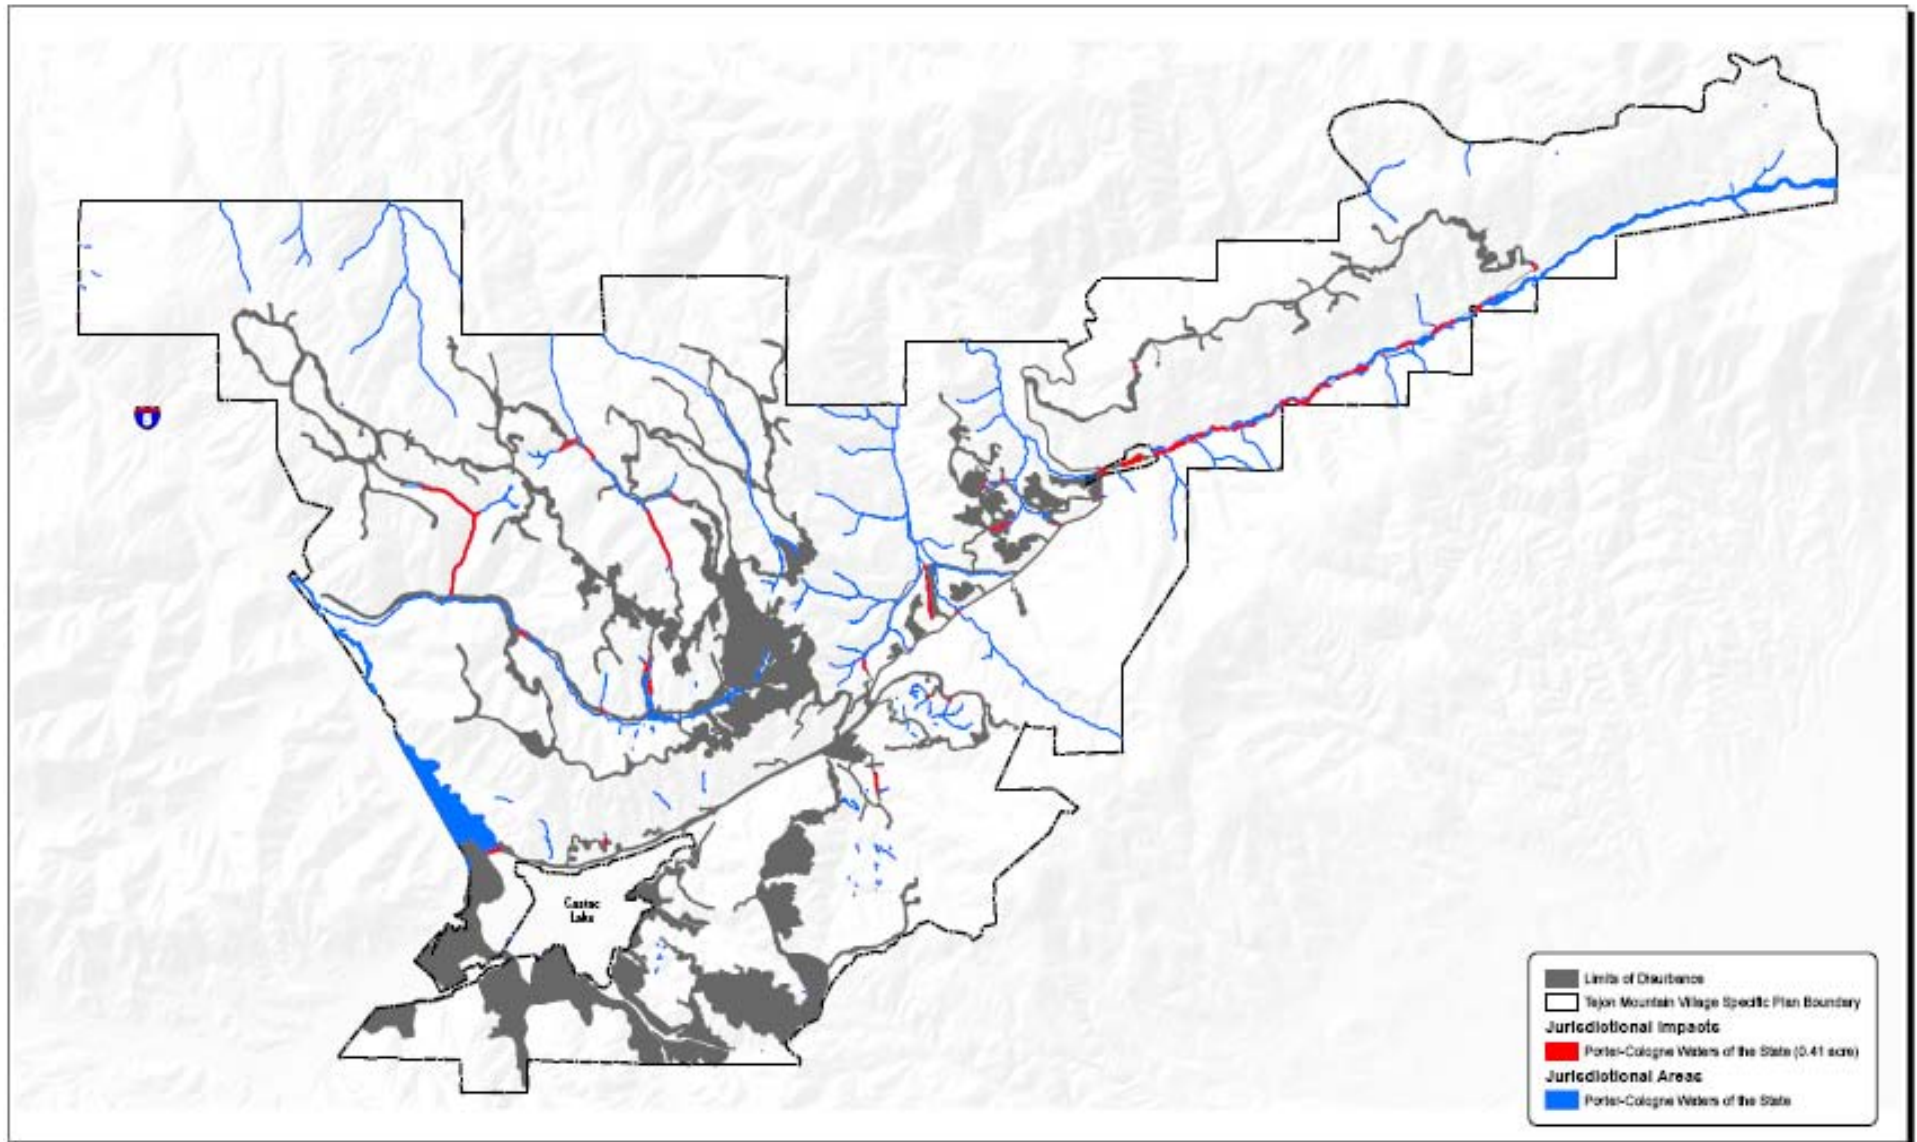 Castac
Lake
Limits of Disturbance
Tejon Mountain Village Specific Plan Boundary
Jurisdictional Impacts
Porter-Cologne Waters of the State (0.41 acre)
Jurisdictional Areas
Porter-Cologne Waters of the State